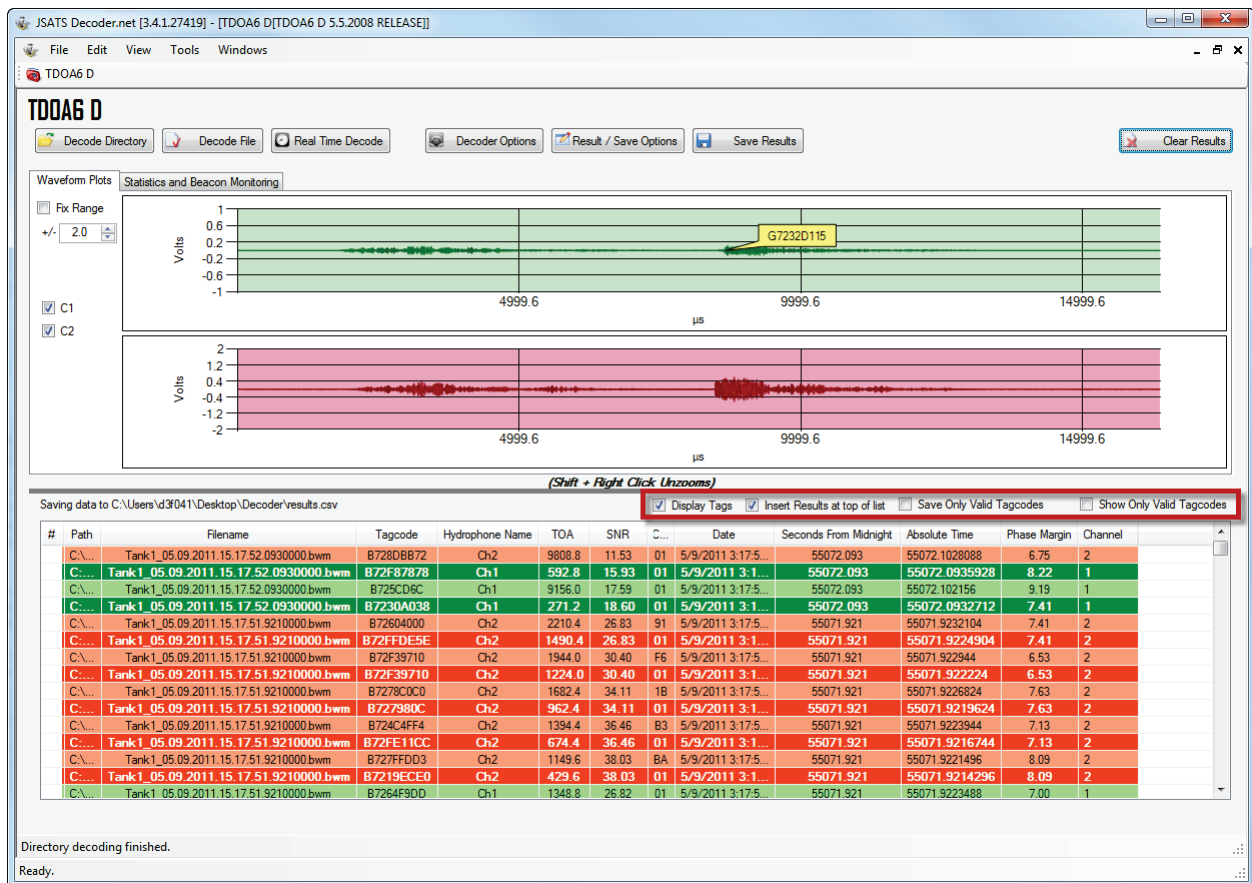 JSATS Decoder.net [3.4.1.27419] - [TDOA6 D[TDOA6 D 5.5.2008 RELEASE]]
File Edit View Tools Windows
TDOA6 D
TDOA6 D
Decode Directory Decode File Real Time Decode Decoder Options Result / Save Options Save Results Clear Results
Waveform Plots Statistics and Beacon Monitoring
Fix Range
+/- 2.0
C1
C2
Volts
1
0.6
0.2
-0.2
-0.6
-1
G7232D115
4999.6 9999.6 14999.6
µs
Volts
2
1.2
0.4
-0.4
-1.2
-2
4999.6 9999.6 14999.6
µs
(Shift + Right Click Unzooms)
Saving data to C:\Users\d3f041\Desktop\Decoder\results.csv Display Tags Insert Results at top of list Save Only Valid Tagcodes Show Only Valid Tagcodes
# Path Filename Tagcode Hydrophone Name TOA SNR C... Date Seconds From Midnight Absolute Time Phase Margin Channel
C:\... Tank1_05.09.2011.15.17.52.0930000.bwm B728DBB72 Ch2 9808.8 11.53 01 5/9/2011 3:17:5... 55072.093 55072.1028088 6.75 2
C:... Tank1_05.09.2011.15.17.52.0930000.bwm B72F87878 Ch1 592.8 15.93 01 5/9/2011 3:1... 55072.093 55072.0935928 8.22 1
C:\... Tank1_05.09.2011.15.17.52.0930000.bwm B725CD6C Ch1 9156.0 17.59 01 5/9/2011 3:17:5... 55072.093 55072.102156 9.19 1
C:... Tank1_05.09.2011.15.17.52.0930000.bwm B7230A038 Ch1 271.2 18.60 01 5/9/2011 3:1... 55072.093 55072.0932712 7.41 1
C:\... Tank1_05.09.2011.15.17.51.9210000.bwm B72604000 Ch2 2210.4 26.83 91 5/9/2011 3:17:5... 55071.921 55071.9232104 7.41 2
C:... Tank1_05.09.2011.15.17.51.9210000.bwm B72FFDE5E Ch2 1490.4 26.83 01 5/9/2011 3:1... 55071.921 55071.9224904 7.41 2
C:\... Tank1_05.09.2011.15.17.51.9210000.bwm B72F39710 Ch2 1944.0 30.40 F6 5/9/2011 3:17:5... 55071.921 55071.922944 6.53 2
C:... Tank1_05.09.2011.15.17.51.9210000.bwm B72F39710 Ch2 1224.0 30.40 01 5/9/2011 3:1... 55071.921 55071.922224 6.53 2
C:\... Tank1_05.09.2011.15.17.51.9210000.bwm B7278C0C0 Ch2 1682.4 34.11 1B 5/9/2011 3:17:5... 55071.921 55071.9226824 7.63 2
C:... Tank1_05.09.2011.15.17.51.9210000.bwm B727980C Ch2 962.4 34.11 01 5/9/2011 3:1... 55071.921 55071.9219624 7.63 2
C:\... Tank1_05.09.2011.15.17.51.9210000.bwm B724C4FF4 Ch2 1394.4 36.46 B3 5/9/2011 3:17:5... 55071.921 55071.9223944 7.13 2
C:... Tank1_05.09.2011.15.17.51.9210000.bwm B72FE11CC Ch2 674.4 36.46 01 5/9/2011 3:1... 55071.921 55071.9216744 7.13 2
C:\... Tank1_05.09.2011.15.17.51.9210000.bwm B727FFDD3 Ch2 1149.6 38.03 BA 5/9/2011 3:17:5... 55071.921 55071.9221496 8.09 2
C:... Tank1_05.09.2011.15.17.51.9210000.bwm B7219ECE0 Ch2 429.6 38.03 01 5/9/2011 3:1... 55071.921 55071.9214296 8.09 2
C:\... Tank1_05.09.2011.15.17.51.9210000.bwm B7264F9DD Ch1 1348.8 26.82 01 5/9/2011 3:17:5... 55071.921 55071.9223488 7.00 1
Directory decoding finished.
Ready.